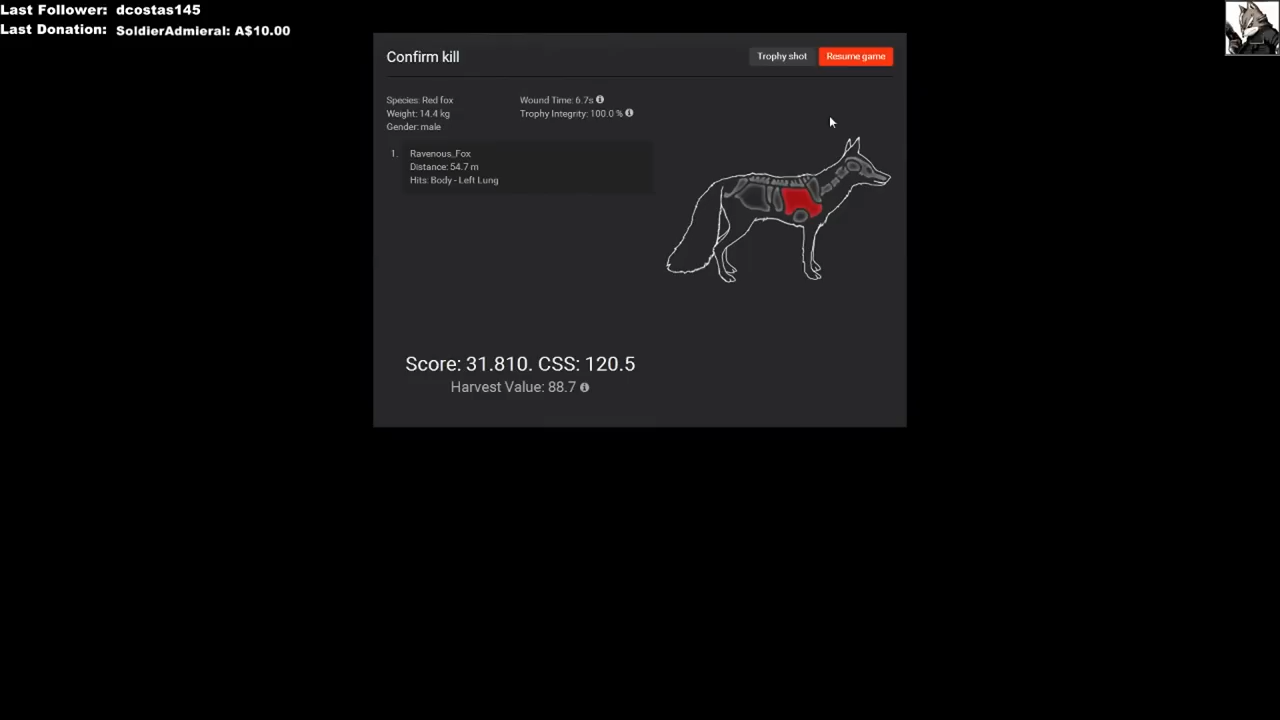 Last Follower: dcostas145
Last Donation: SoldierAdmieral: A$10.00
Confirm kill
Trophy shot
Resume game
Species: Red fox
Weight: 14.4 kg
Gender: male
Wound Time: 6.7s
Trophy Integrity: 100.0 %
1. Ravenous_Fox
Distance: 54.7 m
Hits: Body - Left Lung
Score: 31.810. CSS: 120.5
Harvest Value: 88.7